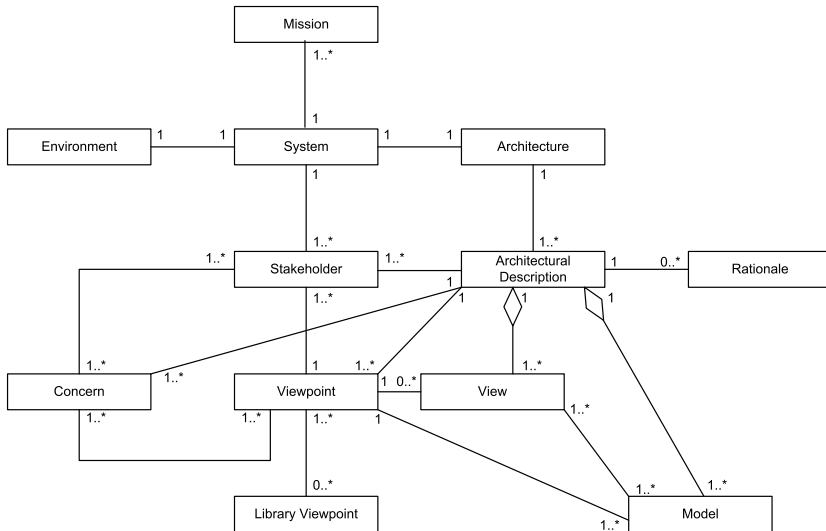 Mission
1..*
1
Environment
1
1
System
1
1
Architecture
1
1
1..*
1..*
1..*
Stakeholder
1..*
Architectural
Description
1
0..*
Rationale
1
1..*
1
1
1
1..*
1..*
1
1..*
1..*
Concern
Viewpoint
1
0..*
View
1..*
1..*
1..*
1
1..*
0..*
1..*
1..*
Library Viewpoint
Model
1..*